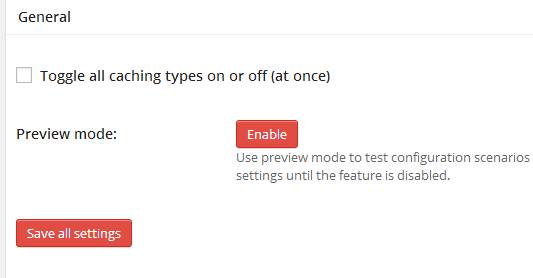 General
Toggle all caching types on or off (at once)
Preview mode:
Enable
Use preview mode to test configuration scenarios
settings until the feature is disabled.
Save all settings